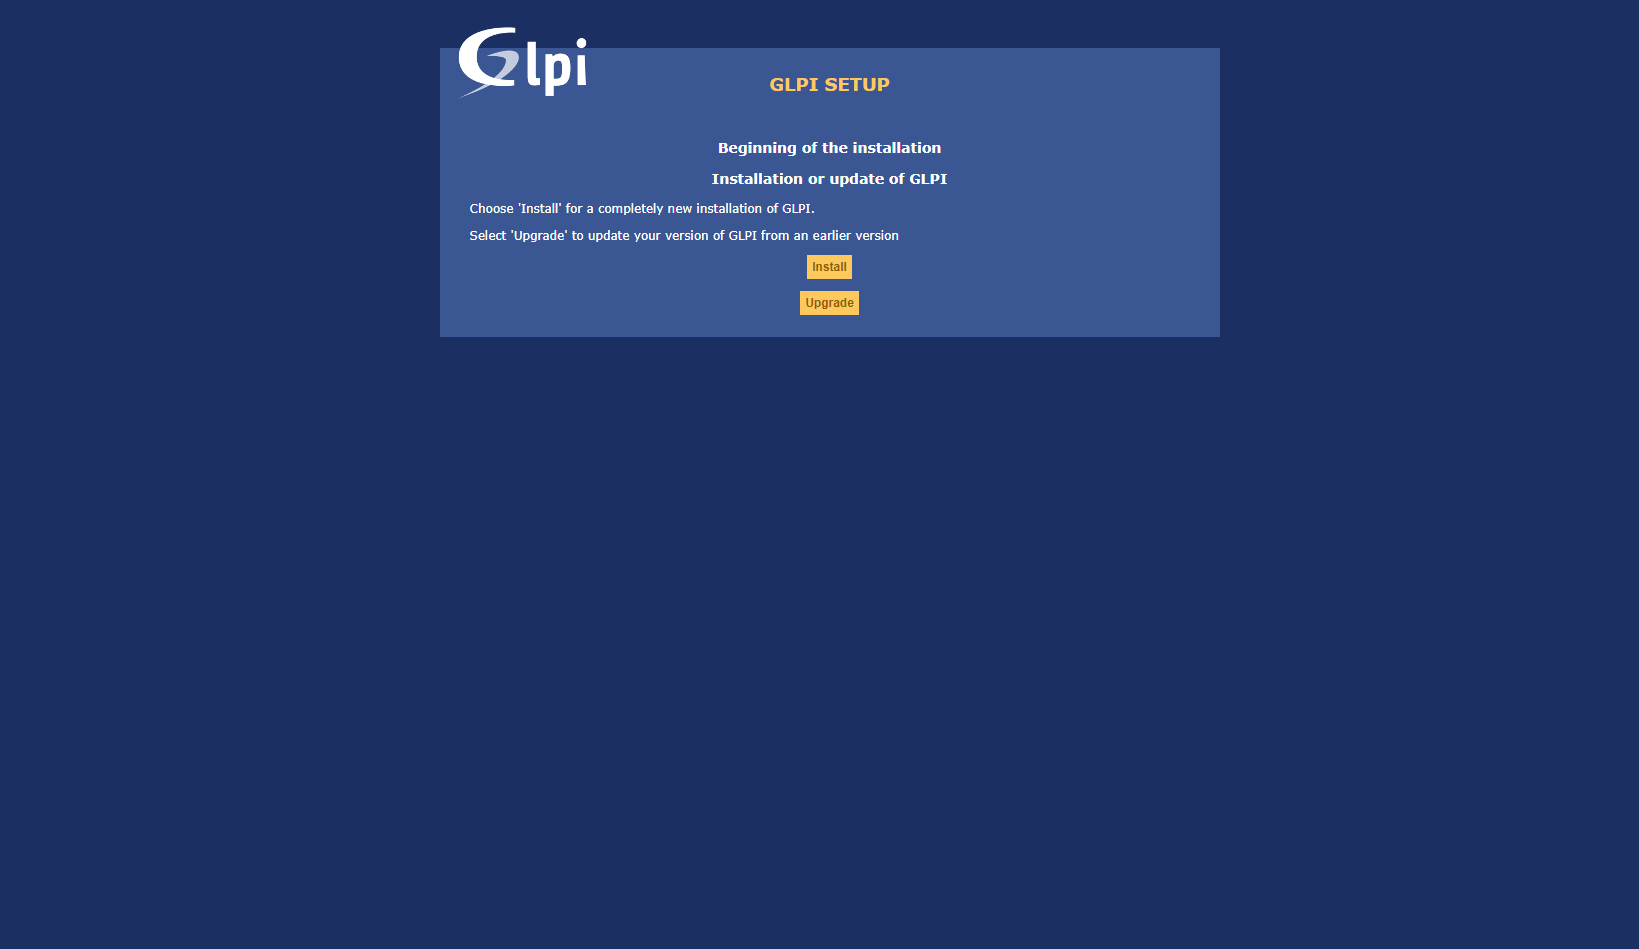 Glpi
GLPI SETUP
Beginning of the installation
Installation or update of GLPI
Choose 'Install' for a completely new installation of GLPI.
Select 'Upgrade' to update your version of GLPI from an earlier version
Install
Upgrade